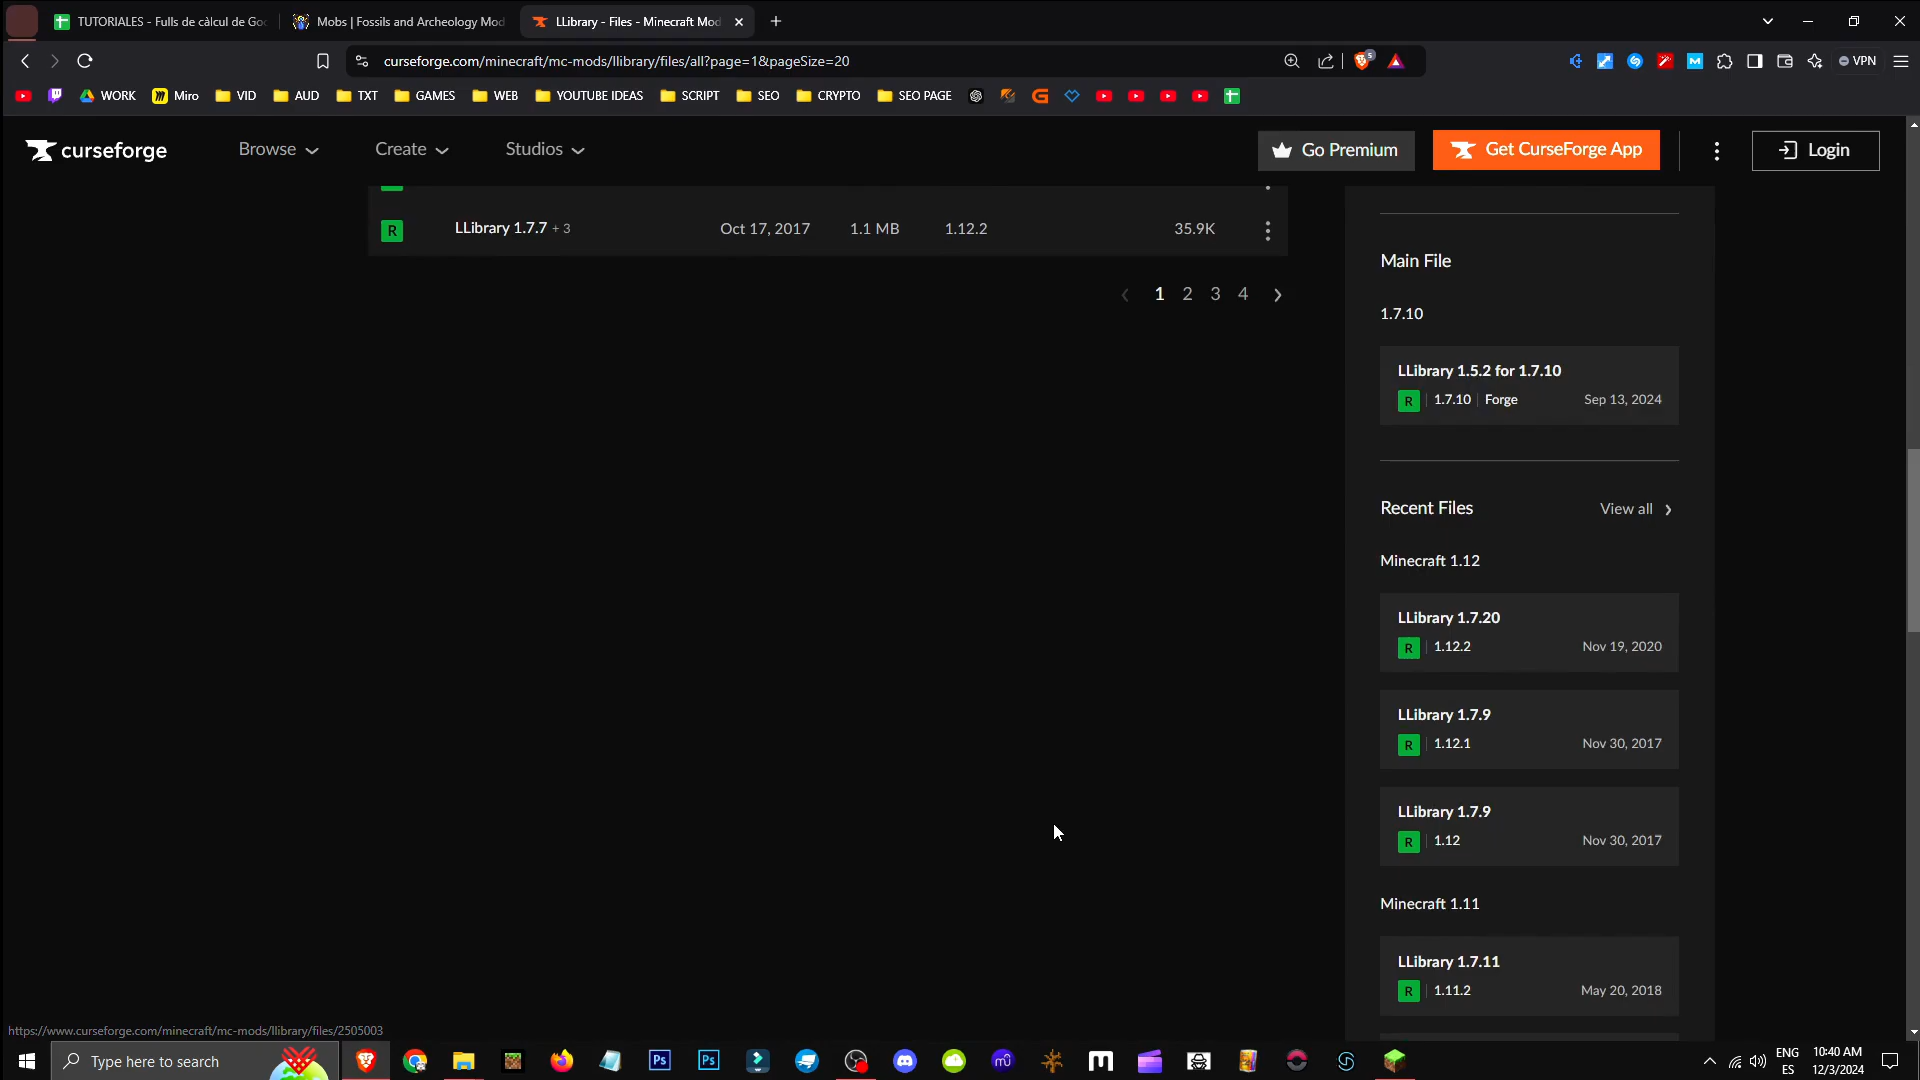 TUTORIALES - Fulls de càlcul de Goo
Mobs | Fossils and Archeology Mod
LLibrary - Files - Minecraft Mod
curseforge.com/minecraft/mc-mods/llibrary/files/all?page=1&pageSize=20
5
VPN
WORK
Miro
VID
AUD
TXT
GAMES
WEB
YOUTUBE IDEAS
SCRIPT
SEO
CRYPTO
SEO PAGE
curseforge
Browse
Create
Studios
Go Premium
Get CurseForge App
Login
R LLibrary 1.7.7 + 3 Oct 17, 2017 1.1 MB 1.12.2 35.9K
1 2 3 4
Main File
1.7.10
LLibrary 1.5.2 for 1.7.10
R 1.7.10 Forge Sep 13, 2024
Recent Files View all
Minecraft 1.12
LLibrary 1.7.20
R 1.12.2 Nov 19, 2020
LLibrary 1.7.9
R 1.12.1 Nov 30, 2017
LLibrary 1.7.9
R 1.12 Nov 30, 2017
Minecraft 1.11
LLibrary 1.7.11
R 1.11.2 May 20, 2018
https://www.curseforge.com/minecraft/mc-mods/llibrary/files/2505003
Type here to search
Ps
Ps
ENG
ES
10:40 AM
12/3/2024